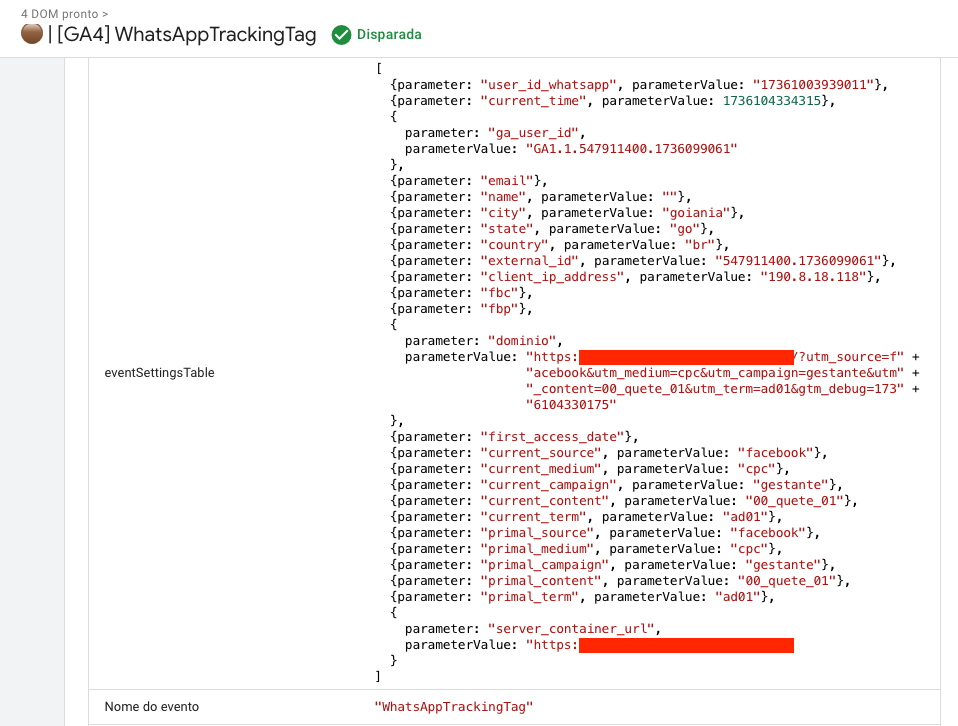 4 DOM pronto >
| [GA4] WhatsAppTrackingTag Disparada
[
{parameter: "user_id_whatsapp", parameterValue: "17361003939011"},
{parameter: "current_time", parameterValue: 1736104334315},
{
parameter: "ga_user_id",
parameterValue: "GA1.1.547911400.1736099061"
},
{parameter: "email"},
{parameter: "name", parameterValue: ""},
{parameter: "city", parameterValue: "goiania"},
{parameter: "state", parameterValue: "go"},
{parameter: "country", parameterValue: "br"},
{parameter: "external_id", parameterValue: "547911400.1736099061"},
{parameter: "client_ip_address", parameterValue: "190.8.18.118"},
{parameter: "fbc"},
{parameter: "fbp"},
{
parameter: "dominio",
parameterValue: "https: /?utm_source=f" +
eventSettingsTable "acebook&utm_medium=cpc&utm_campaign=gestante&utm" +
"_content=00_quete_01&utm_term=ad01&gtm_debug=173" +
"6104330175"
},
{parameter: "first_access_date"},
{parameter: "current_source", parameterValue: "facebook"},
{parameter: "current_medium", parameterValue: "cpc"},
{parameter: "current_campaign", parameterValue: "gestante"},
{parameter: "current_content", parameterValue: "00_quete_01"},
{parameter: "current_term", parameterValue: "ad01"},
{parameter: "primal_source", parameterValue: "facebook"},
{parameter: "primal_medium", parameterValue: "cpc"},
{parameter: "primal_campaign", parameterValue: "gestante"},
{parameter: "primal_content", parameterValue: "00_quete_01"},
{parameter: "primal_term", parameterValue: "ad01"},
{
parameter: "server_container_url",
parameterValue: "https:
}
]
Nome do evento "WhatsAppTrackingTag"